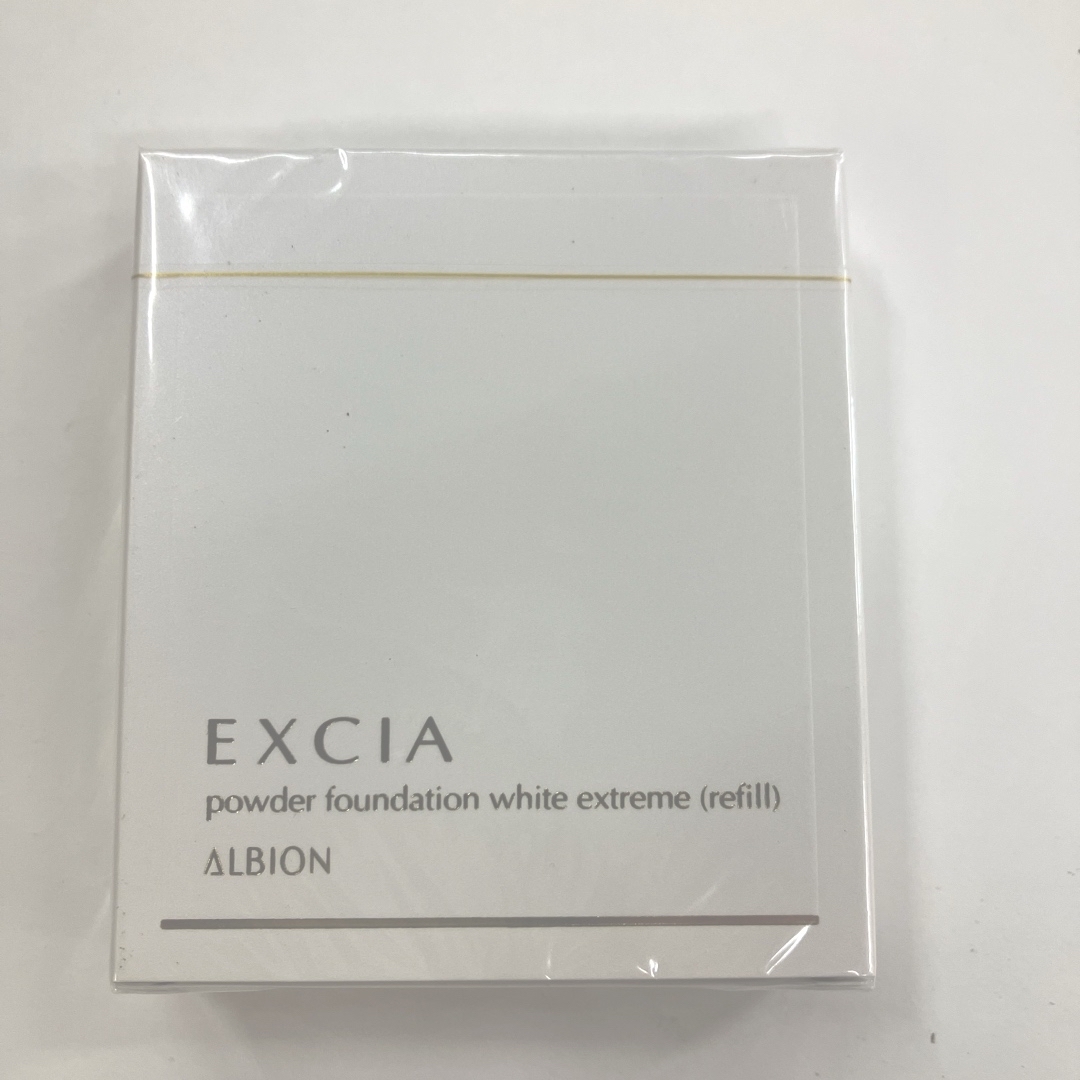 EXCIA
powder foundation white extreme (refill)
ALBION